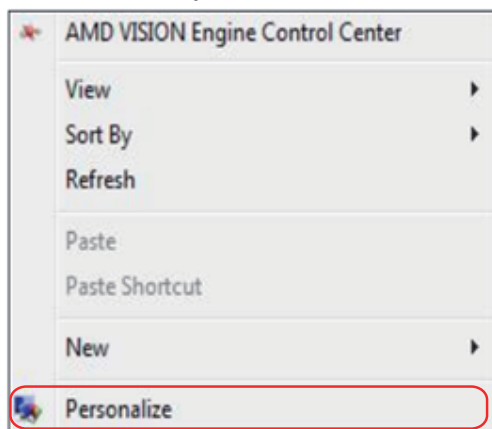 AMD VISION Engine Control Center
View
Sort By
Refresh
Paste
Paste Shortcut
New
Personalize